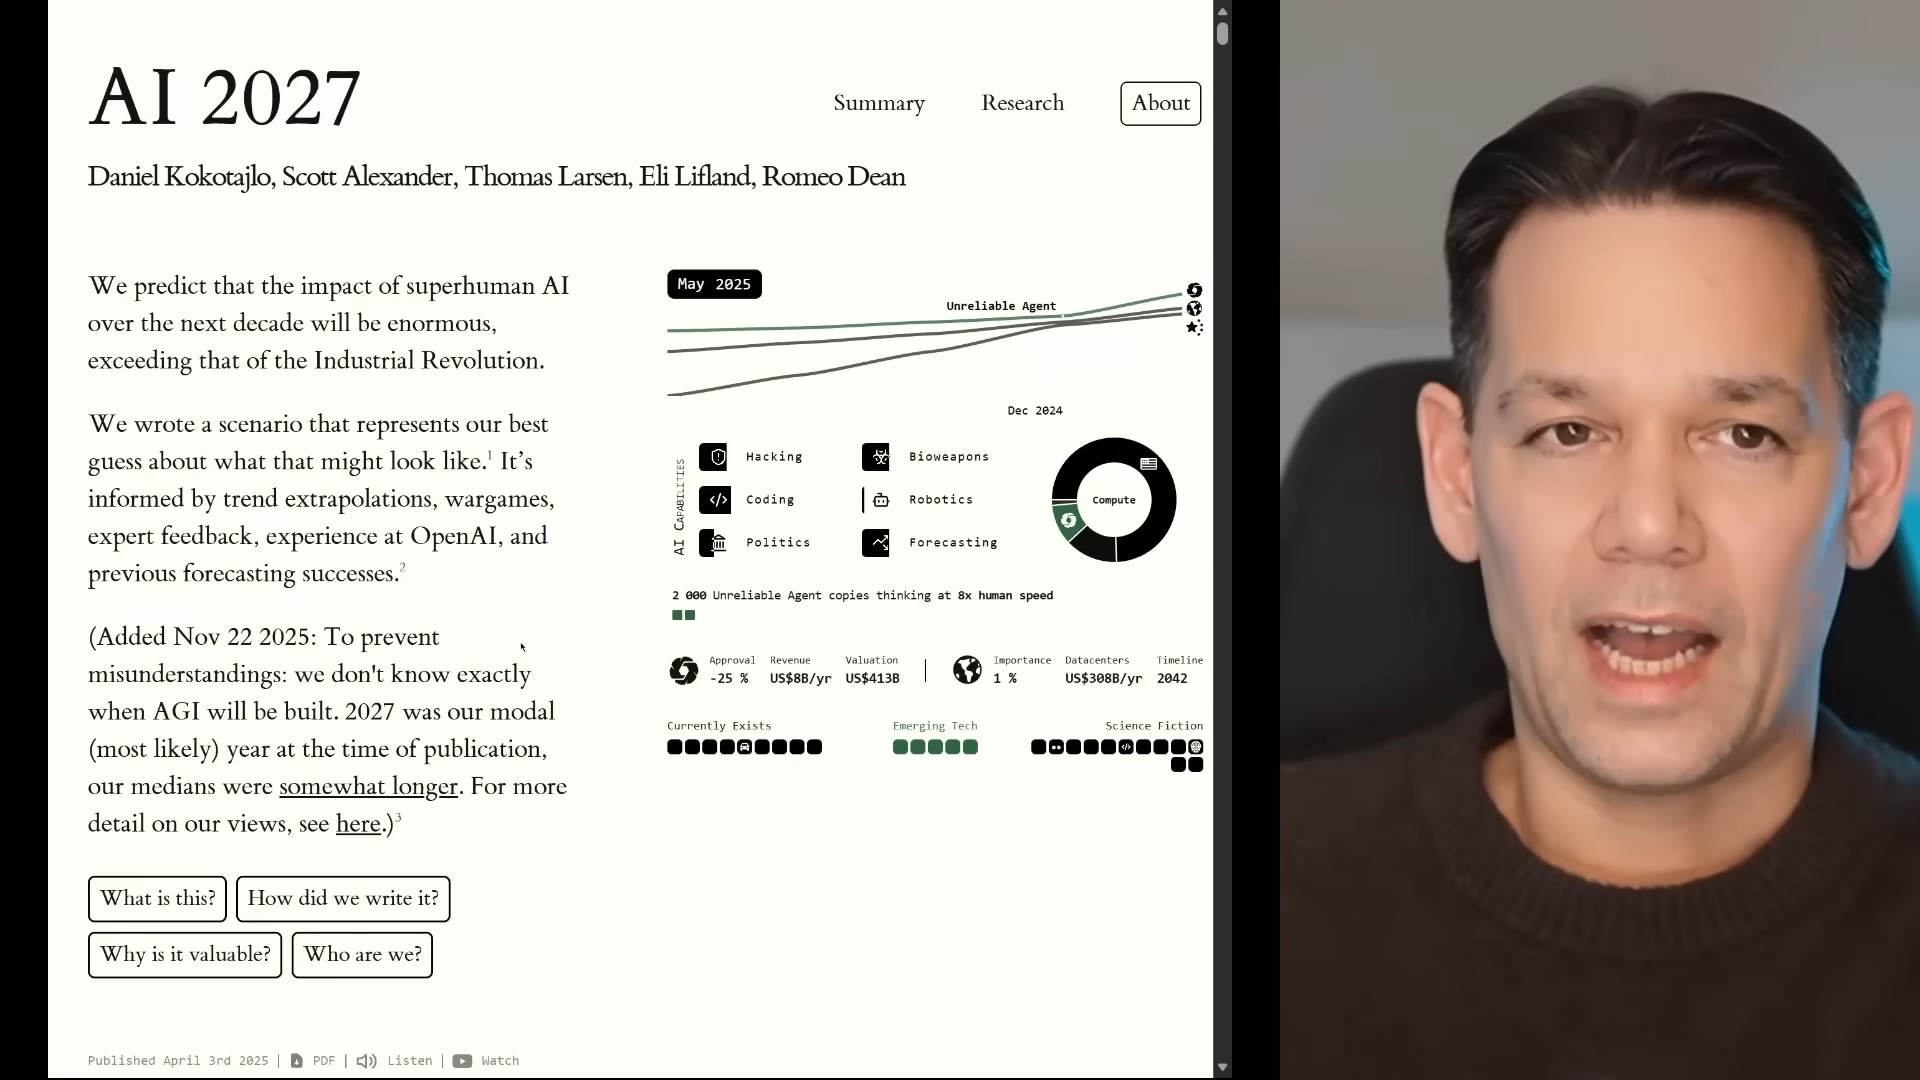 AI 2027
Summary
Research
About
Daniel Kokotajlo, Scott Alexander, Thomas Larsen, Eli Lifland, Romeo Dean
We predict that the impact of superhuman AI
over the next decade will be enormous,
exceeding that of the Industrial Revolution.
We wrote a scenario that represents our best
guess about what that might look like.1 It's
informed by trend extrapolations, wargames,
expert feedback, experience at OpenAI, and
previous forecasting successes.2
(Added Nov 22 2025: To prevent
misunderstandings: we don't know exactly
when AGI will be built. 2027 was our modal
(most likely) year at the time of publication,
our medians were somewhat longer. For more
detail on our views, see here.)3
What is this?
How did we write it?
Why is it valuable?
Who are we?
Published April 3rd 2025 | PDF | Listen | Watch
May 2025
Unreliable Agent
Dec 2024
AI CAPABILITIES
Hacking
Bioweapons
Coding
Robotics
Politics
Forecasting
Compute
2 000 Unreliable Agent copies thinking at 8x human speed
Approval
-25 %
Revenue
US$8B/yr
Valuation
US$413B
Importance
1 %
Datacenters
US$308B/yr
Timeline
2042
Currently Exists
Emerging Tech
Science Fiction